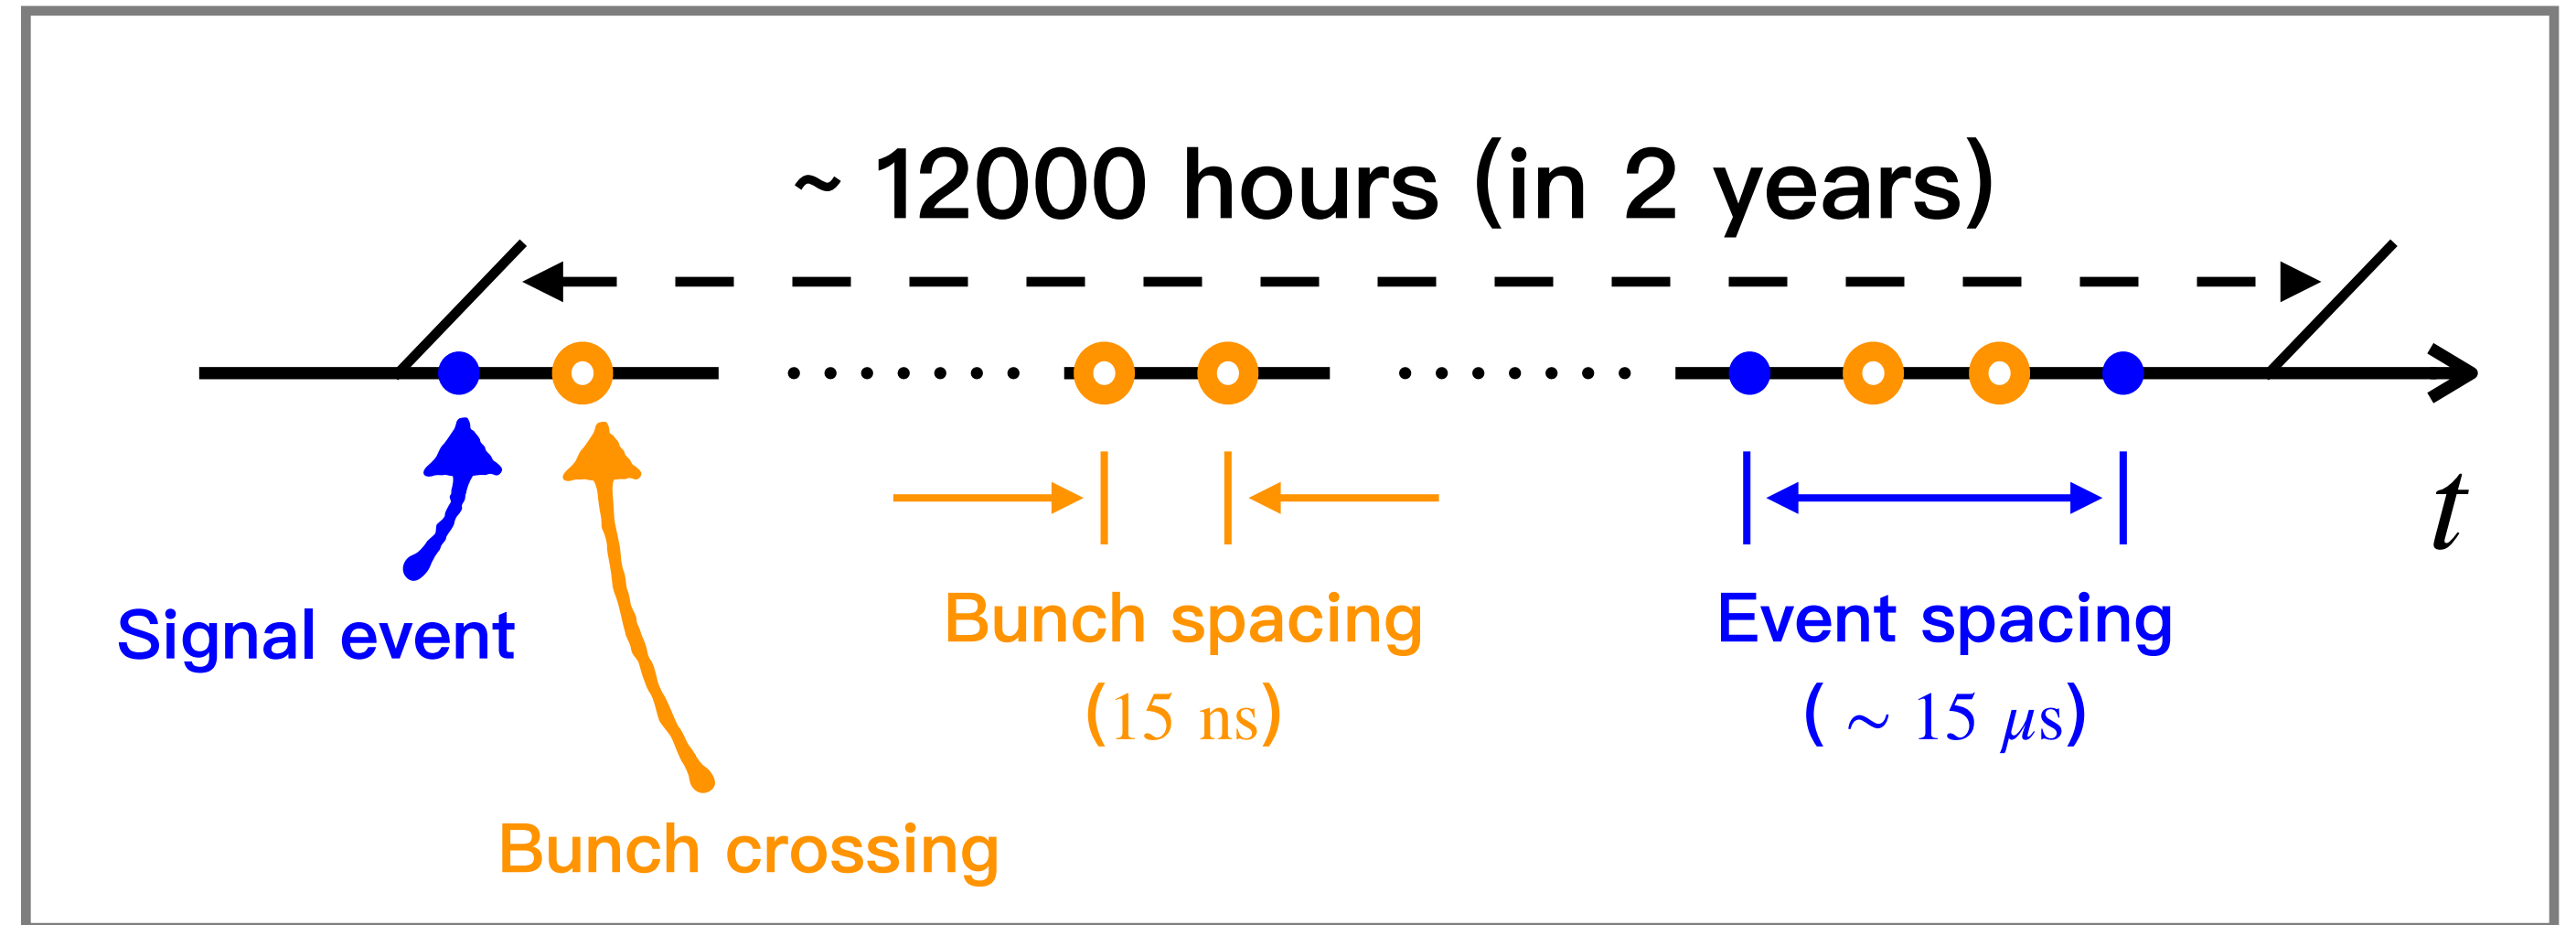 ~ 12000 hours (in 2 years)
t
Signal event
Bunch spacing
(15 ns)
Event spacing
( ~ 15 μs)
Bunch crossing